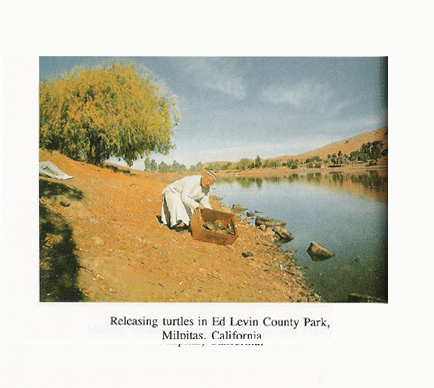 Releasing turtles in Ed Levin County Park,
Milpitas, California